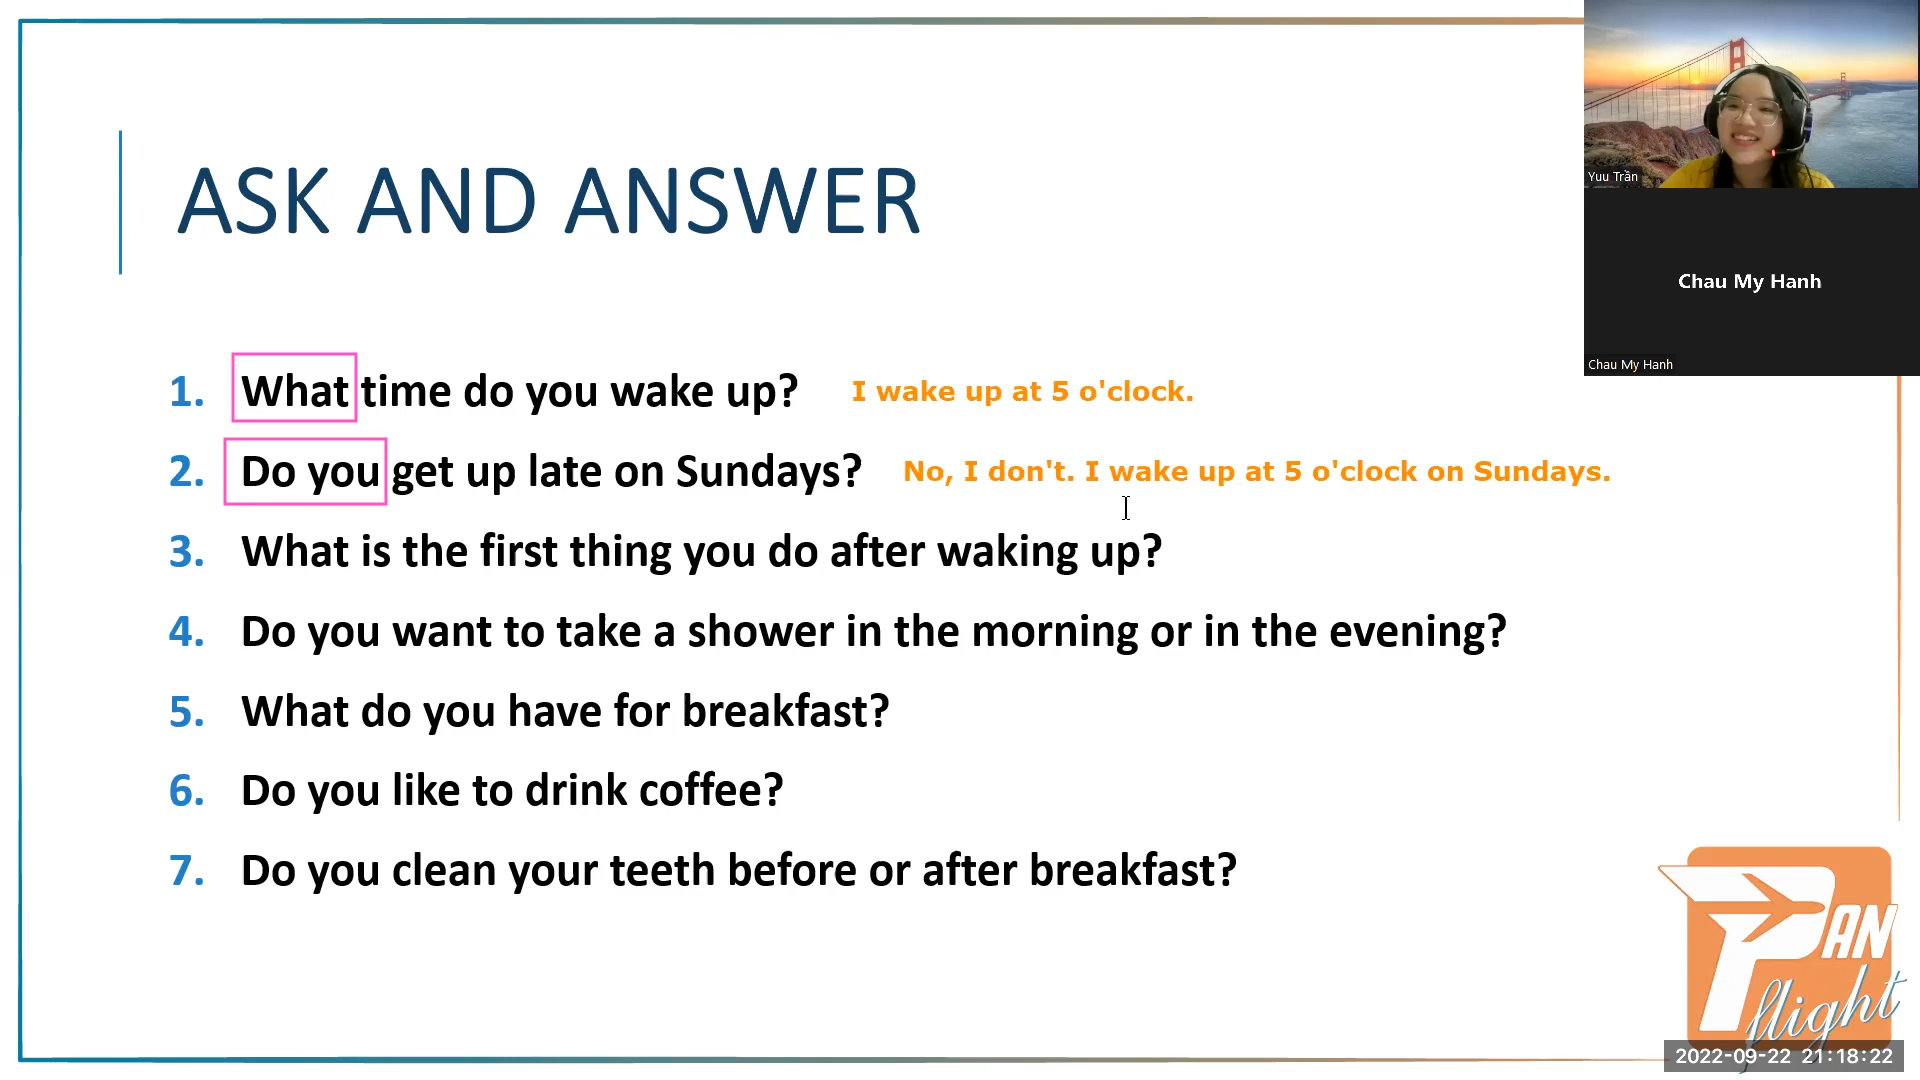 ASK AND ANSWER
1. What time do you wake up? I wake up at 5 o'clock.
2. Do you get up late on Sundays? No, I don't. I wake up at 5 o'clock on Sundays.
3. What is the first thing you do after waking up?
4. Do you want to take a shower in the morning or in the evening?
5. What do you have for breakfast?
6. Do you like to drink coffee?
7. Do you clean your teeth before or after breakfast?
Yuu Trần
Chau My Hanh
Chau My Hanh
PAN
flight
2022-09-22 21:18:22